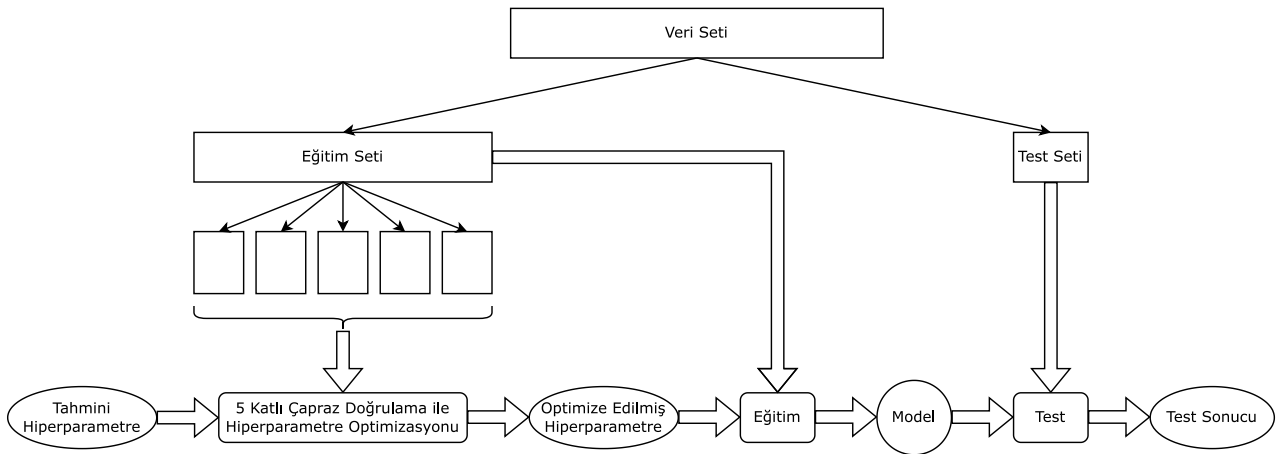 Veri Seti
Eğitim Seti
Test Seti
Tahmini
Hiperparametre
5 Katlı Çapraz Doğrulama ile
Hiperparametre Optimizasyonu
Optimize Edilmiş
Hiperparametre
Eğitim
Model
Test
Test Sonucu